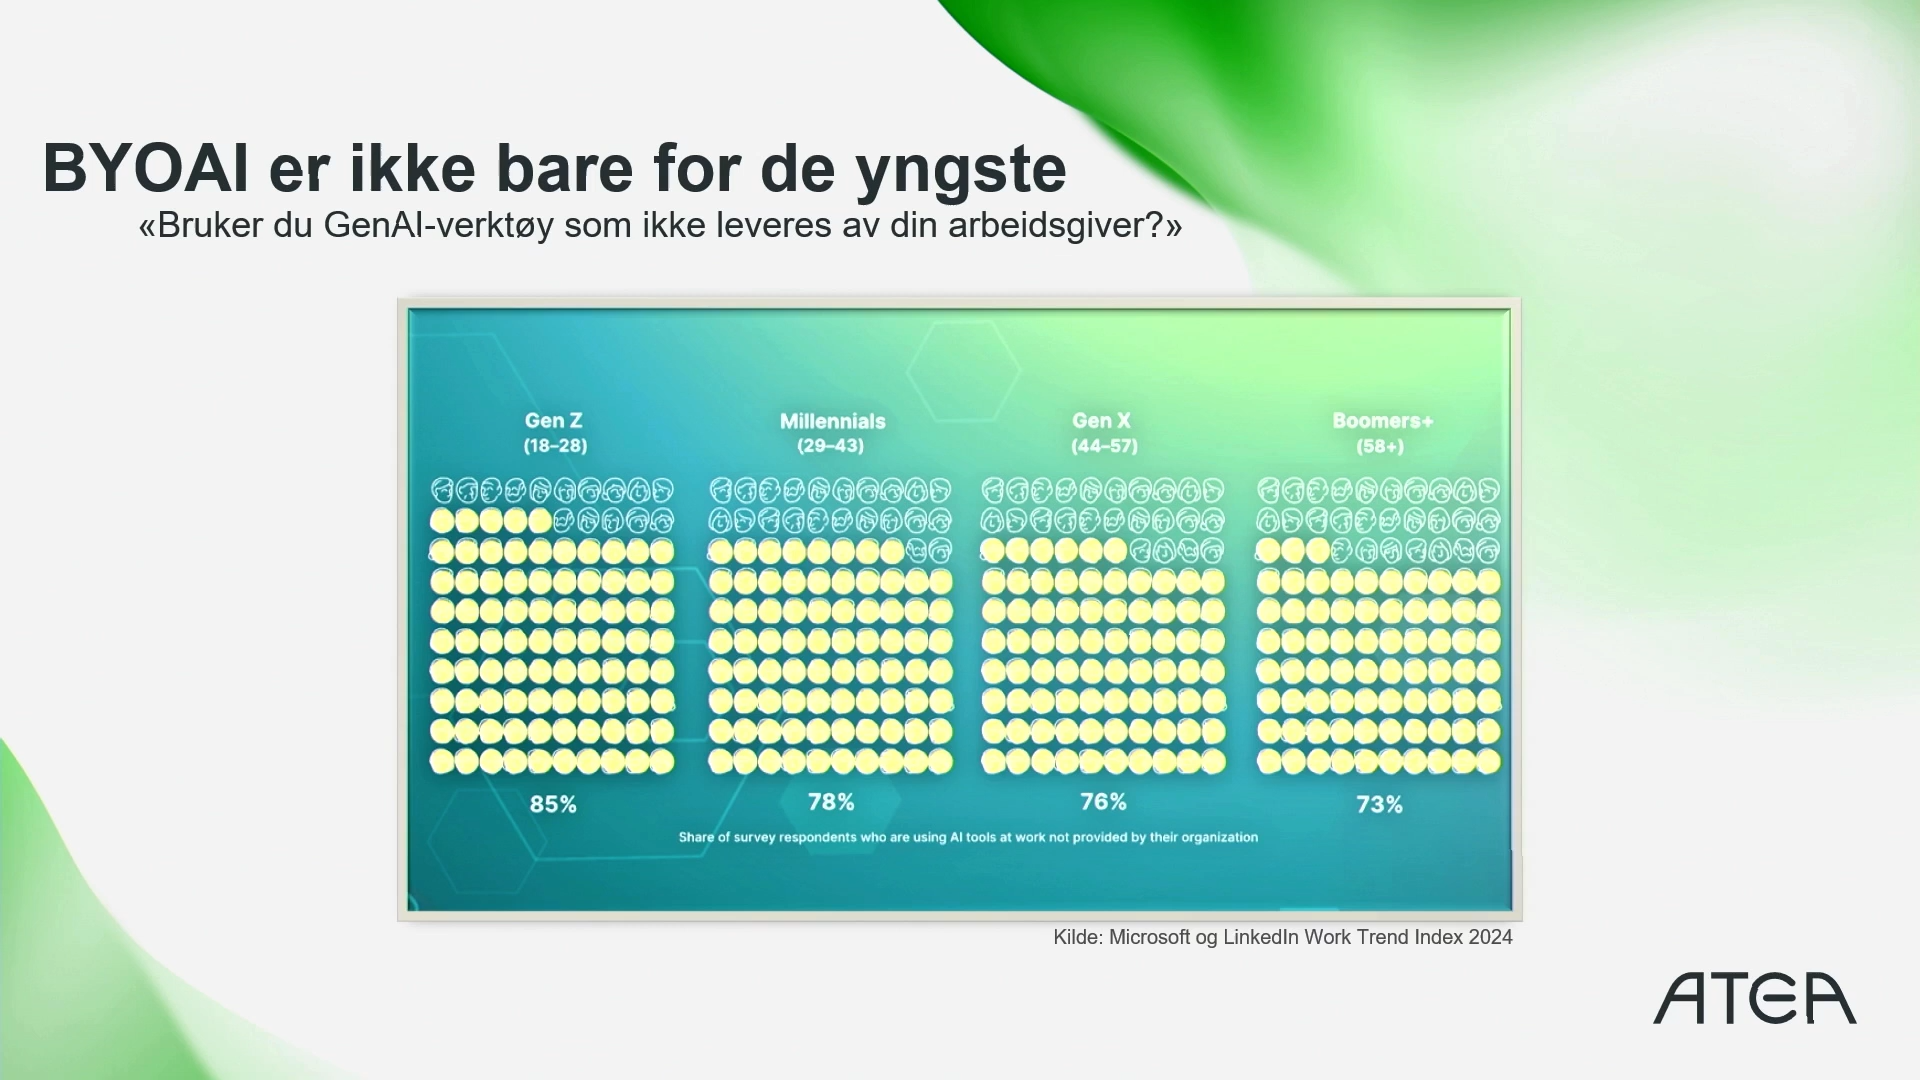 BYOAI er ikke bare for de yngste
«Bruker du GenAI-verktøy som ikke leveres av din arbeidsgiver?»
Gen Z
(18–28)
Millennials
(29–43)
Gen X
(44–57)
Boomers+
(58+)
85%
78%
76%
73%
Share of survey respondents who are using AI tools at work not provided by their organization
Kilde: Microsoft og LinkedIn Work Trend Index 2024
ATEA